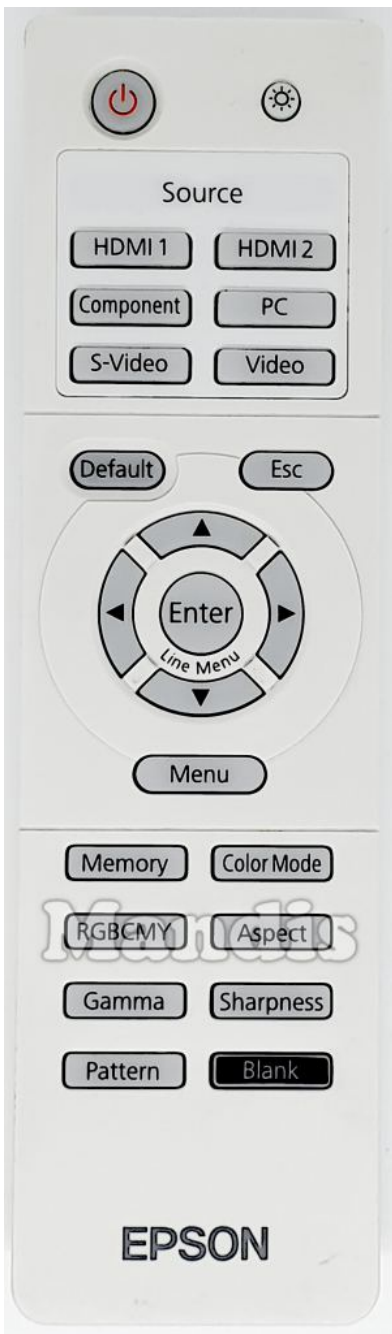 Source
HDMI 1 HDMI 2
Component PC
S-Video Video
Default Esc
Enter
Line Menu
Menu
Memory Color Mode
RGBCMY Aspect
Mandis
Gamma Sharpness
Pattern Blank
EPSON